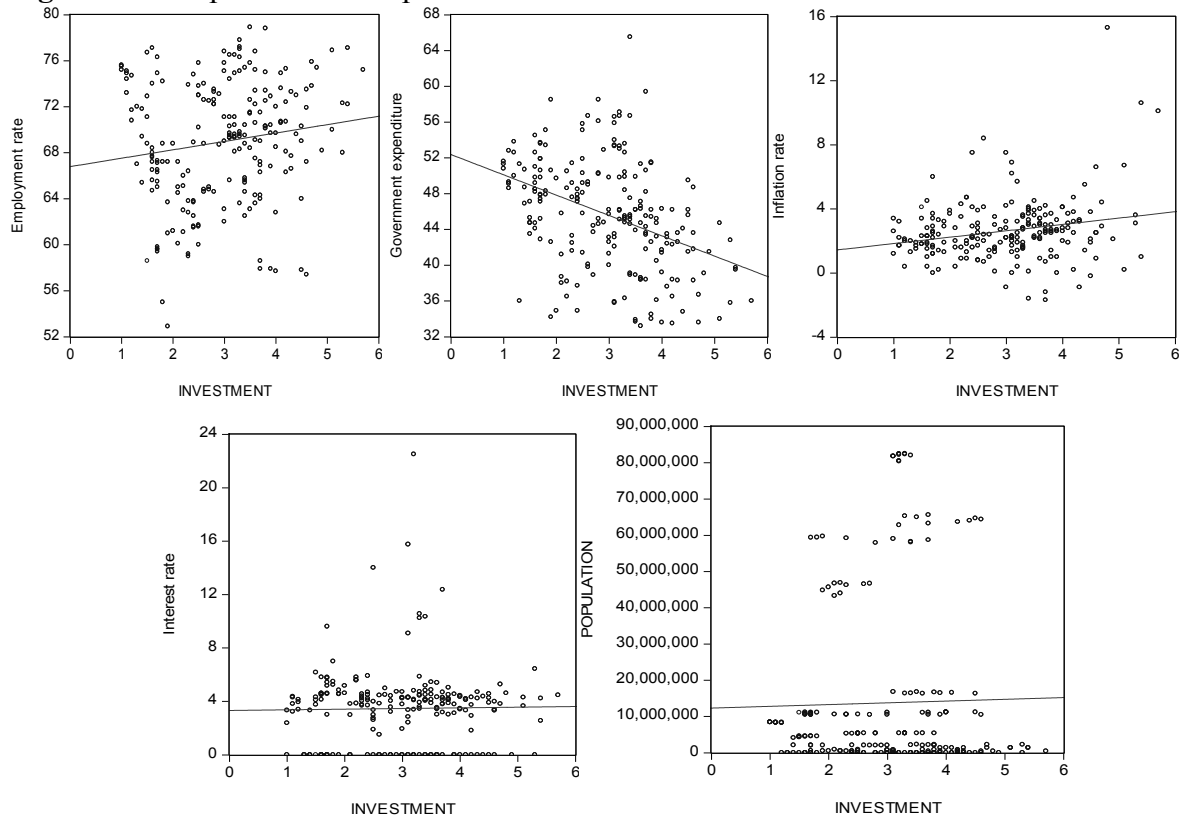 80
76
72
68
64
60
56
52
Employment rate
0 1 2 3 4 5 6
INVESTMENT
68
64
60
56
52
48
44
40
36
32
Government expenditure
0 1 2 3 4 5 6
INVESTMENT
16
12
8
4
0
-4
Inflation rate
0 1 2 3 4 5 6
INVESTMENT
24
20
16
12
8
4
0
Interest rate
0 1 2 3 4 5 6
INVESTMENT
90,000,000
80,000,000
70,000,000
60,000,000
50,000,000
40,000,000
30,000,000
20,000,000
10,000,000
0
POPULATION
0 1 2 3 4 5 6
INVESTMENT